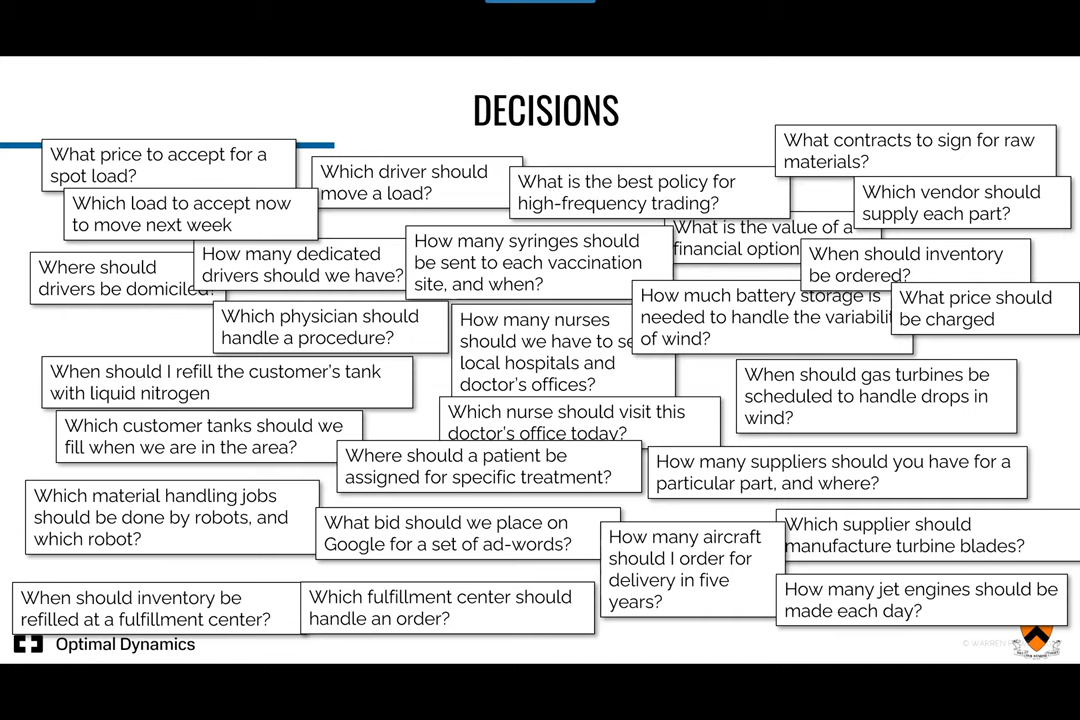 DECISIONS
What price to accept for a
spot load?
Which load to accept now
to move next week
Which driver should
move a load?
What is the best policy for
high-frequency trading?
What contracts to sign for raw
materials?
Which vendor should
supply each part?
Where should
drivers be domiciled?
How many dedicated
drivers should we have?
How many syringes should
be sent to each vaccination
site, and when?
What is the value of a
financial option
When should inventory
be ordered?
What price should
be charged
Which physician should
handle a procedure?
How many nurses
should we have to
local hospitals and
doctor's offices?
How much battery storage is
needed to handle the
of wind?
When should I refill the customer's tank
with liquid nitrogen
Which customer tanks should we
fill when we are in the area?
Which nurse should visit this
doctor's office today?
When should gas turbines be
scheduled to handle drops in
wind?
Where should a patient be
assigned for specific treatment?
How many suppliers should you have for a
particular part, and where?
Which material handling jobs
should be done by robots, and
which robot?
What bid should we place on
Google for a set of ad-words?
How many aircraft
should I order for
delivery in five
years?
Which supplier should
manufacture turbine blades?
When should inventory be
refilled at a fulfillment center?
Which fulfillment center should
handle an order?
How many jet engines should be
made each day?
Optimal Dynamics
© WARREN